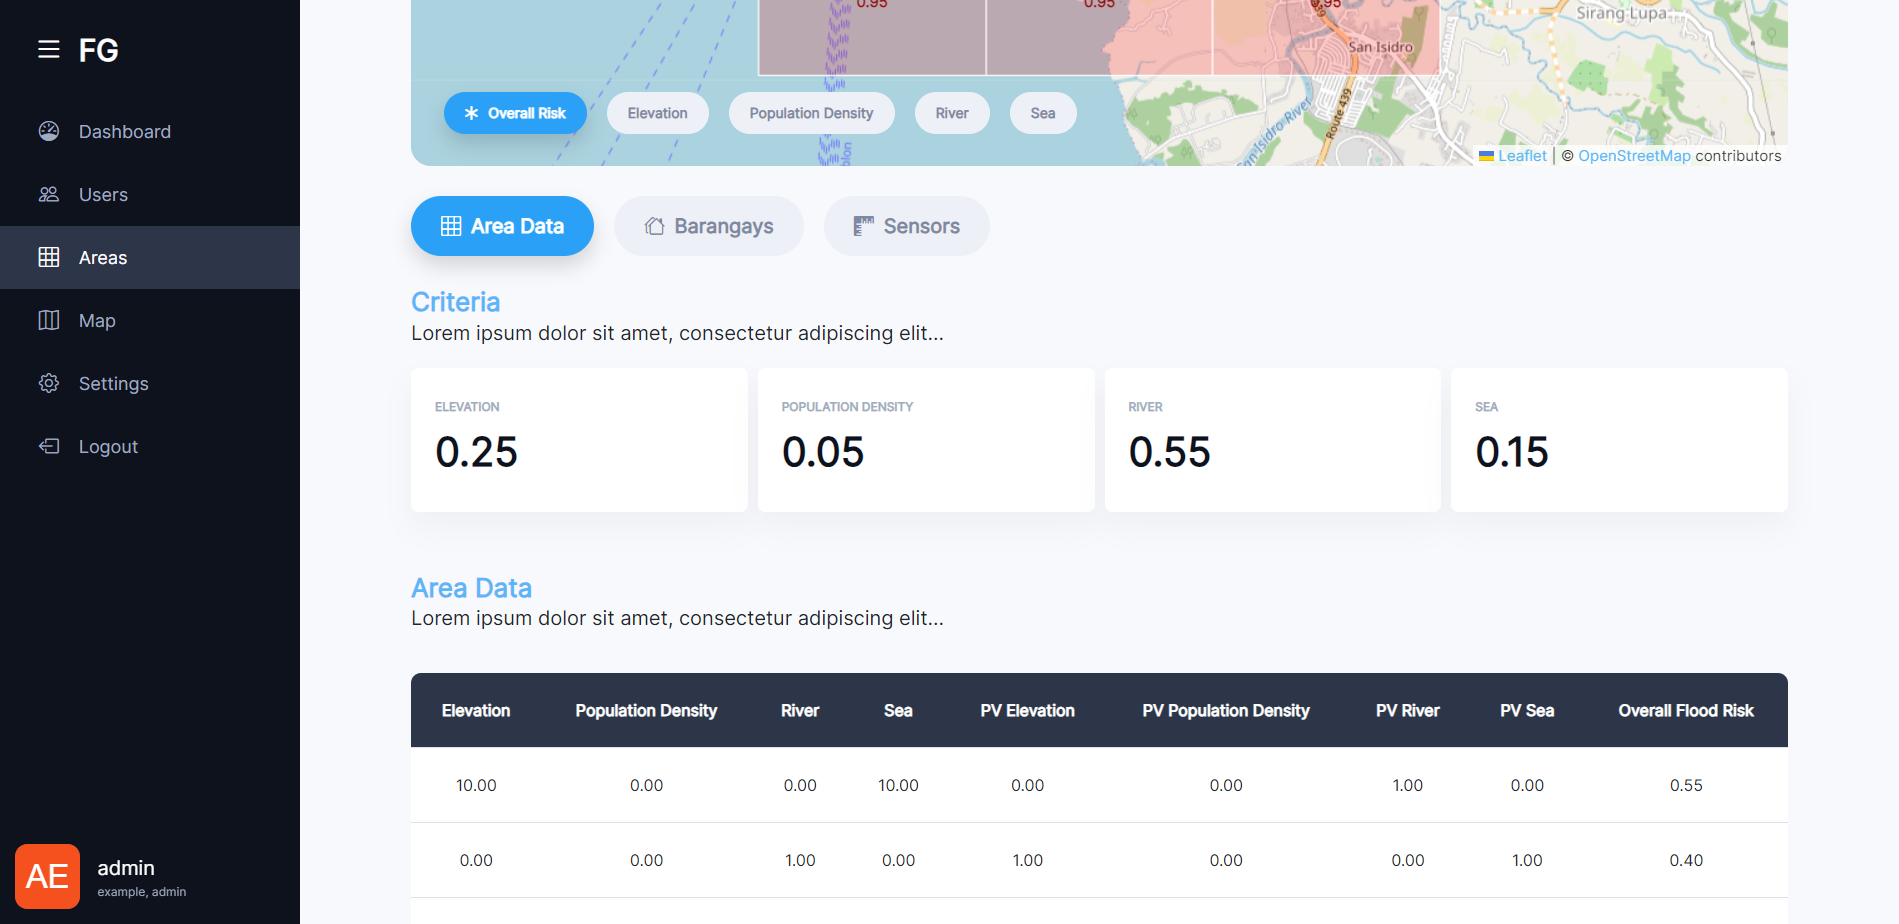 FG
Dashboard
Users
Areas
Map
Settings
Logout
AE
admin
example, admin
0.95
0.95
0.95
439
Sirang Lupa
San Isidro
San Isidro River
Route 439
olon
Overall Risk
Elevation
Population Density
River
Sea
Leaflet | © OpenStreetMap contributors
Area Data
Barangays
Sensors
Criteria
Lorem ipsum dolor sit amet, consectetur adipiscing elit...
ELEVATION
0.25
POPULATION DENSITY
0.05
RIVER
0.55
SEA
0.15
Area Data
Lorem ipsum dolor sit amet, consectetur adipiscing elit...
Elevation Population Density River Sea PV Elevation PV Population Density PV River PV Sea Overall Flood Risk
10.00 0.00 0.00 10.00 0.00 0.00 1.00 0.00 0.55
0.00 0.00 1.00 0.00 1.00 0.00 0.00 1.00 0.40